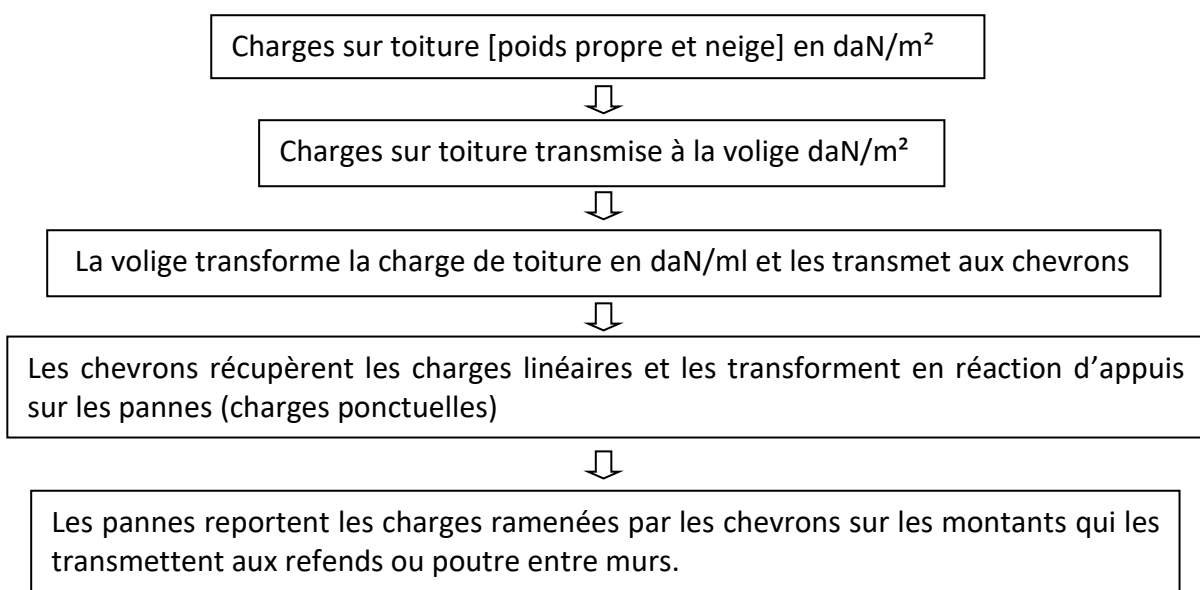 Charges sur toiture [poids propre et neige] en daN/m²
Charges sur toiture transmise à la volige daN/m²
La volige transforme la charge de toiture en daN/ml et les transmet aux chevrons
Les chevrons récupèrent les charges linéaires et les transforment en réaction d’appuis
sur les pannes (charges ponctuelles)
Les pannes reportent les charges ramenées par les chevrons sur les montants qui les
transmettent aux refends ou poutre entre murs.